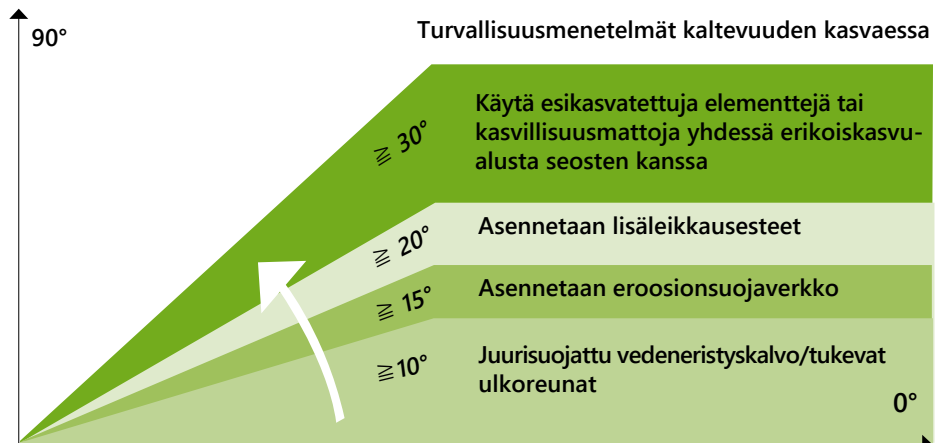 90°
Turvallisuusmenetelmät kaltevuuden kasvaessa
≧ 30°
Käytä esikasvatettuja elementtejä tai
kasvillisuusmattoja yhdessä erikoiskasvu-
alusta seosten kanssa
≧ 20°
Asennetaan lisäleikkausesteet
≧ 15°
Asennetaan eroosionsuojaverkko
≧ 10°
Juurisuojattu vedeneristyskalvo/tukevat
ulkoreunat
0°